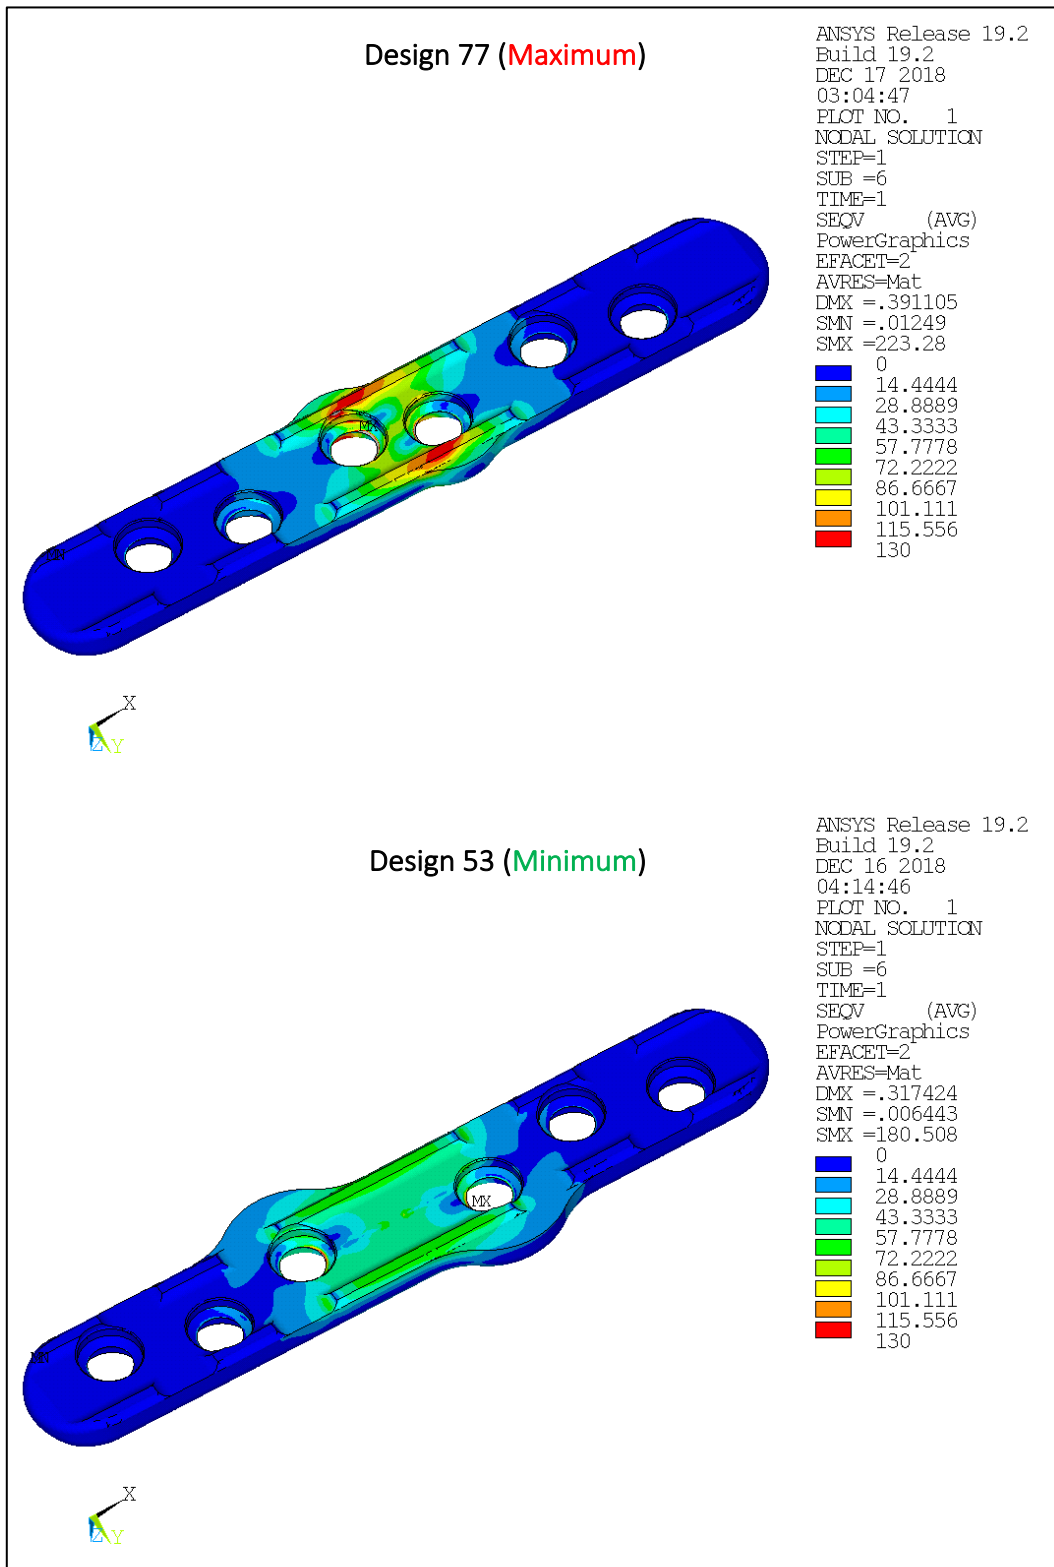 Design 77 (Maximum)
ANSYS Release 19.2
Build 19.2
DEC 17 2018
03:04:47
PLOT NO.   1
NODAL SOLUTION
STEP=1
SUB =6
TIME=1
SEQV     (AVG)
PowerGraphics
EFACET=2
AVRES=Mat
DMX =.391105
SMN =.01249
SMX =223.28
0
14.4444
28.8889
43.3333
57.7778
72.2222
86.6667
101.111
115.556
130
MX
MN
X
Z Y
Design 53 (Minimum)
ANSYS Release 19.2
Build 19.2
DEC 16 2018
04:14:46
PLOT NO.   1
NODAL SOLUTION
STEP=1
SUB =6
TIME=1
SEQV     (AVG)
PowerGraphics
EFACET=2
AVRES=Mat
DMX =.317424
SMN =.006443
SMX =180.508
0
14.4444
28.8889
43.3333
57.7778
72.2222
86.6667
101.111
115.556
130
MX
MN
X
Z Y